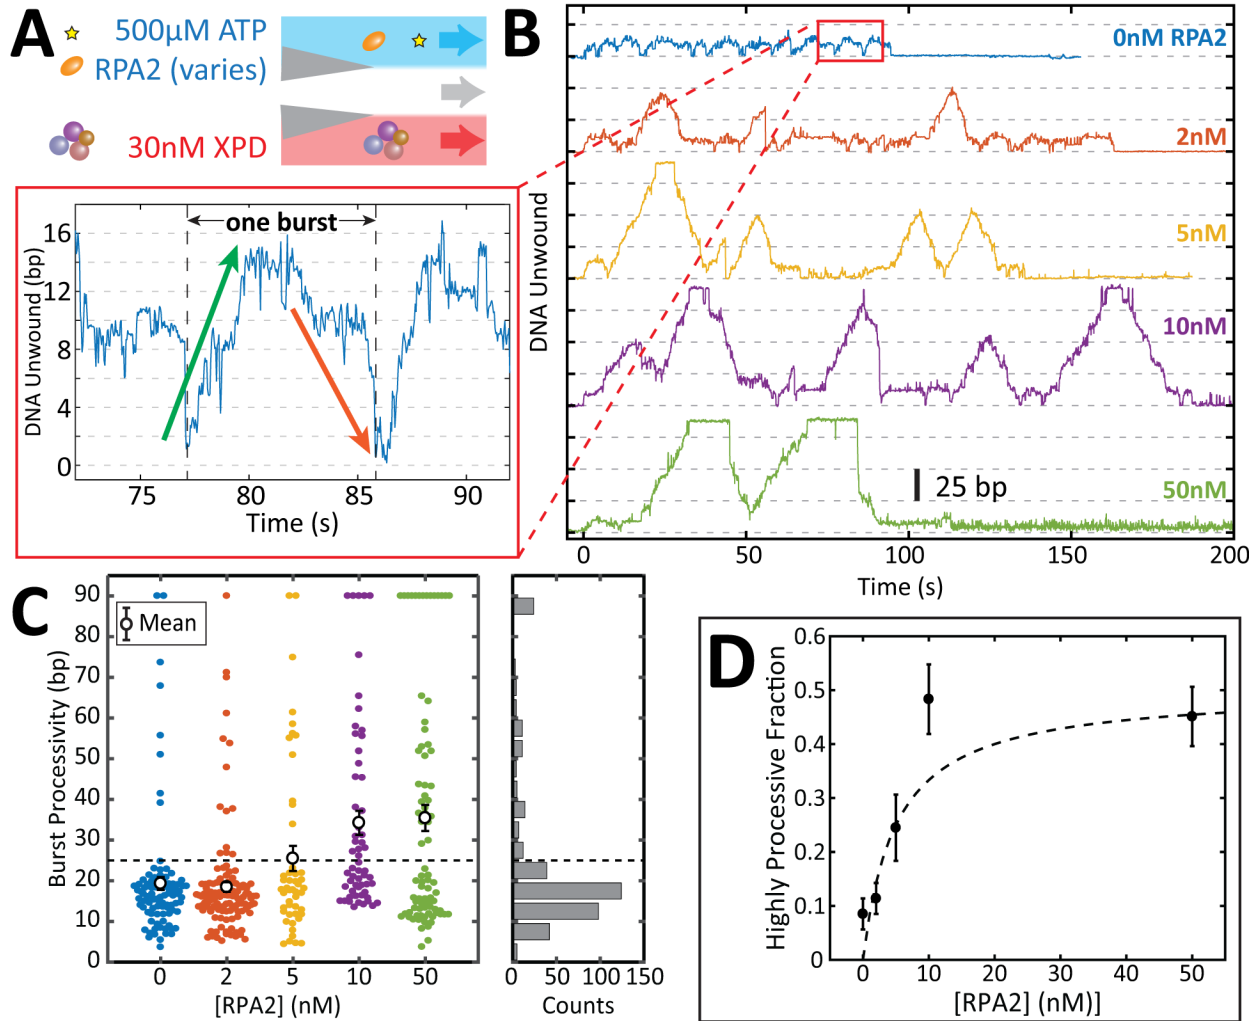 A
500μM ATP
RPA2 (varies)
30nM XPD
one burst
DNA Unwound (bp)
16
12
8
4
0
75
80
85
90
Time (s)
B
DNA Unwound
0nM RPA2
2nM
5nM
10nM
50nM
25 bp
0
50
100
150
200
Time (s)
C
Mean
Burst Processivity (bp)
90
80
70
60
50
40
30
20
10
0
0
2
5
10
50
[RPA2] (nM)
0
50
100
150
Counts
D
Highly Processive Fraction
0.6
0.5
0.4
0.3
0.2
0.1
0
0
10
20
30
40
50
[RPA2] (nM)]